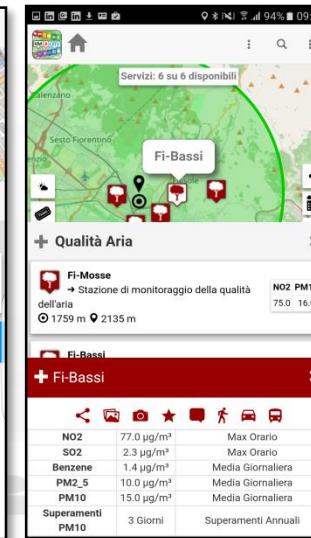 94% 09:
Servizi: 6 su 6 disponibili
Sesto Fiorentino
Fi-Bassi
+ Qualità Aria
Fi-Mosse
→ Stazione di monitoraggio della qualità dell'aria
NO2 PM1
75.0 16.
1759 m 2135 m
Fi-Bassi
+ Fi-Bassi
NO2 77.0 µg/m³ Max Orario
SO2 2.3 µg/m³ Max Orario
Benzene 1.4 µg/m³ Media Giornaliera
PM2_5 10.0 µg/m³ Media Giornaliera
PM10 15.0 µg/m³ Media Giornaliera
Superamenti PM10 3 Giorni Superamenti Annuali